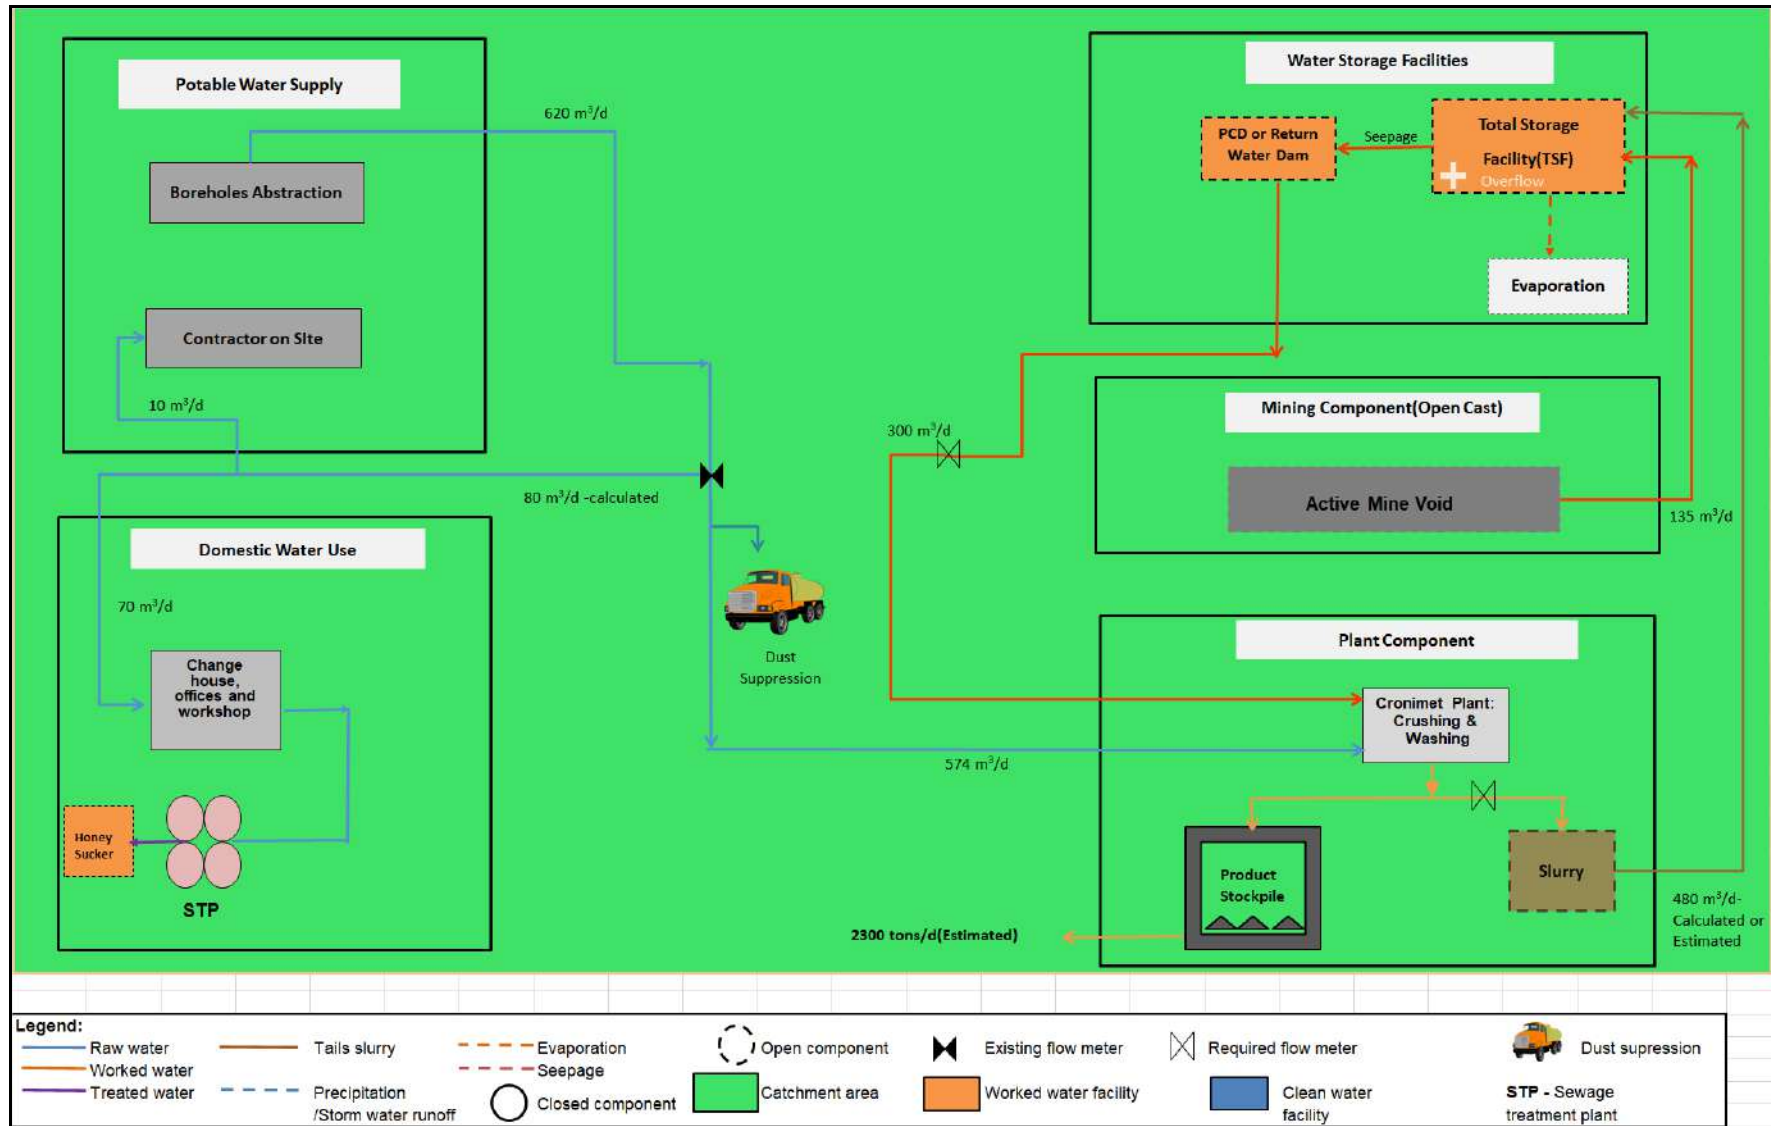 Potable Water Supply
620 m³/d
Boreholes Abstraction
Contractor on Site
10 m³/d
80 m³/d -calculated
Domestic Water Use
70 m³/d
Change
house,
offices and
workshop
Honey
Sucker
STP
Dust
Suppression
Water Storage Facilities
PCD or Return
Water Dam
Seepage
Total Storage
Facility(TSF)
Overflow
Evaporation
300 m³/d
Mining Component(Open Cast)
Active Mine Void
135 m³/d
Plant Component
Cronimet Plant:
Crushing &
Washing
574 m³/d
Product
Stockpile
Slurry
2300 tons/d(Estimated)
480 m³/d-
Calculated or
Estimated
Legend:
Raw water
Worked water
Treated water
Tails slurry
Precipitation
/Storm water runoff
Evaporation
Seepage
Closed component
Open component
Catchment area
Existing flow meter
Worked water facility
Required flow meter
Clean water
facility
Dust supression
STP - Sewage
treatment plant